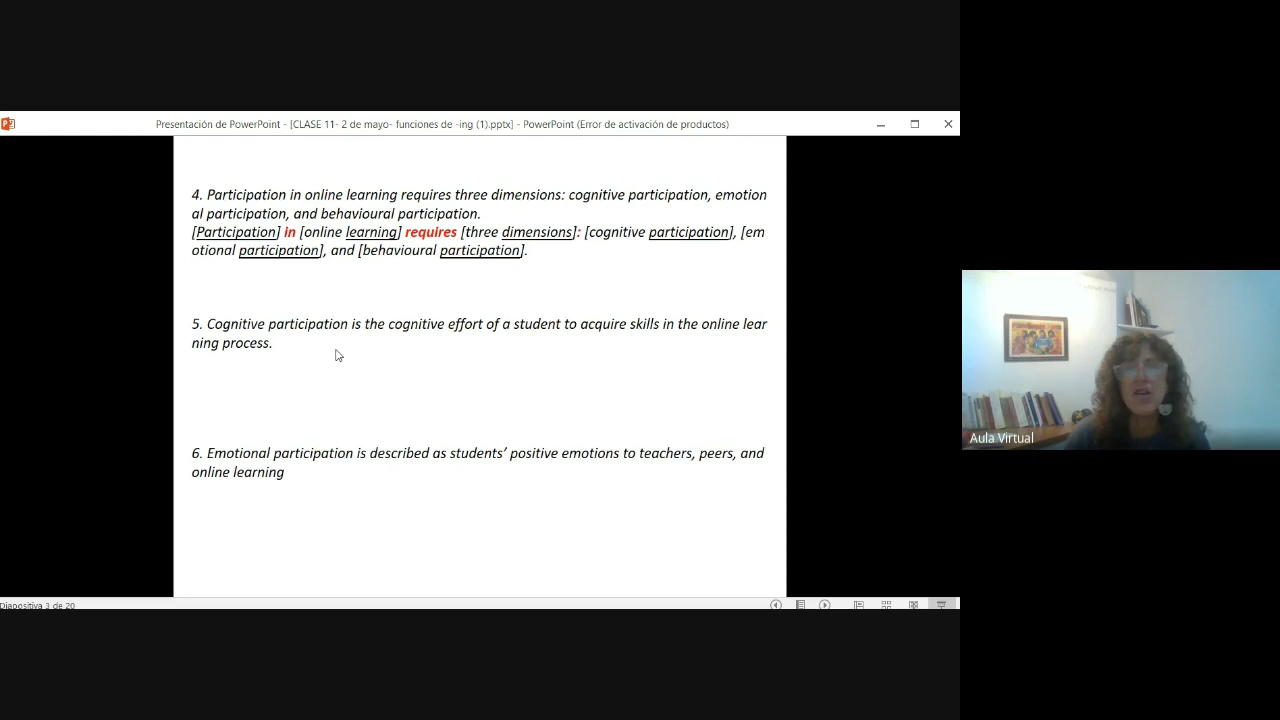 Presentación de PowerPoint - [CLASE 11- 2 de mayo- funciones de -ing (1).pptx] - PowerPoint (Error de activación de productos)
4. Participation in online learning requires three dimensions: cognitive participation, emotion
al participation, and behavioural participation.
[Participation] in [online learning] requires [three dimensions]: [cognitive participation], [em
otional participation], and [behavioural participation].
5. Cognitive participation is the cognitive effort of a student to acquire skills in the online lear
ning process.
6. Emotional participation is described as students’ positive emotions to teachers, peers, and
online learning
Diapositiva 3 de 20
Aula Virtual